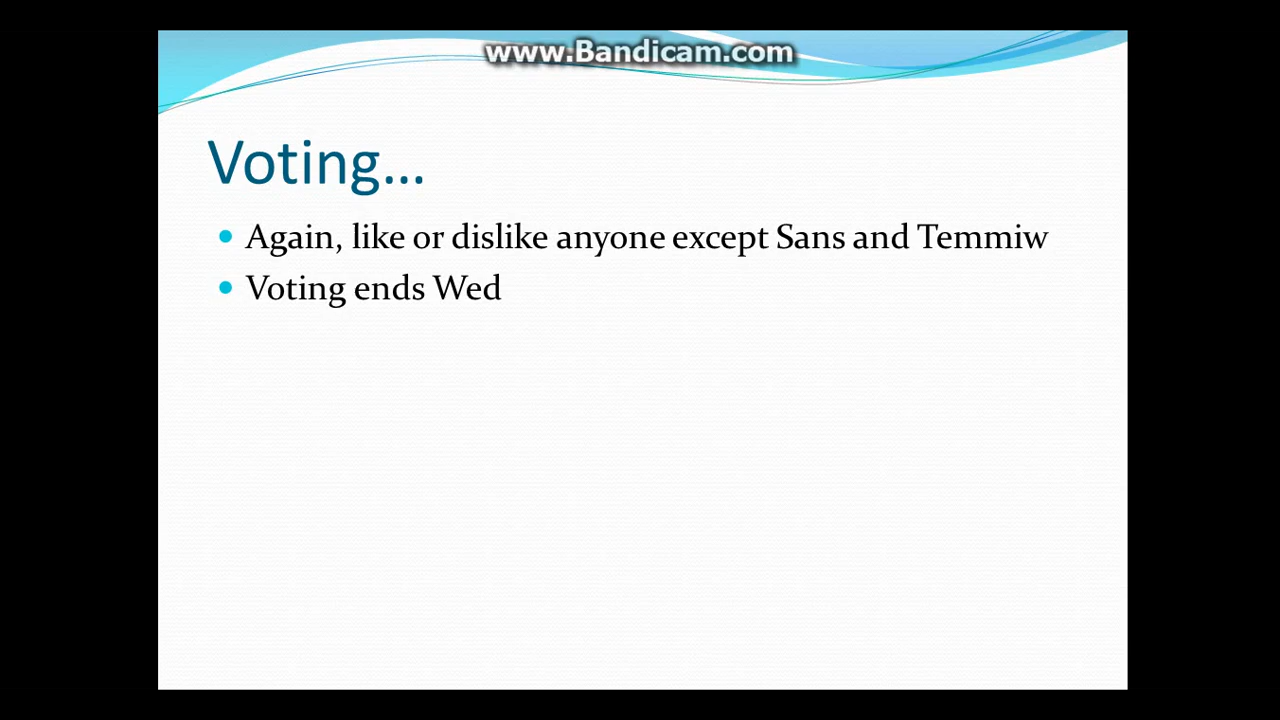 www.Bandicam.com
Voting...
Again, like or dislike anyone except Sans and Temmiw
Voting ends Wed